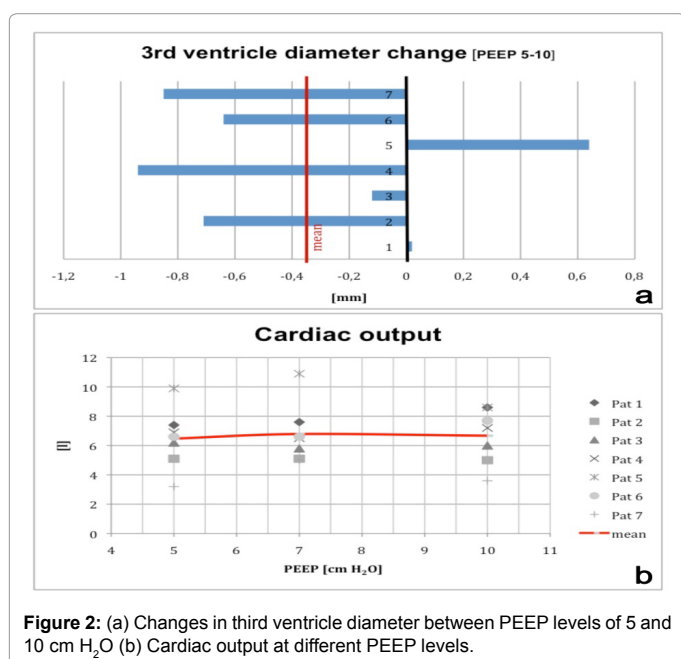 3rd ventricle diameter change [PEEP 5-10]
7
6
5
4
3
2
1
mean
-1,2 -1 -0,8 -0,6 -0,4 -0,2 0 0,2 0,4 0,6 0,8
[mm]
a
Cardiac output
12
10
8
6
4
2
0
[l]
4 5 6 7 8 9 10 11
PEEP [cm H₂O]
Pat 1
Pat 2
Pat 3
Pat 4
Pat 5
Pat 6
Pat 7
mean
b
Figure 2: (a) Changes in third ventricle diameter between PEEP levels of 5 and
10 cm H₂O (b) Cardiac output at different PEEP levels.